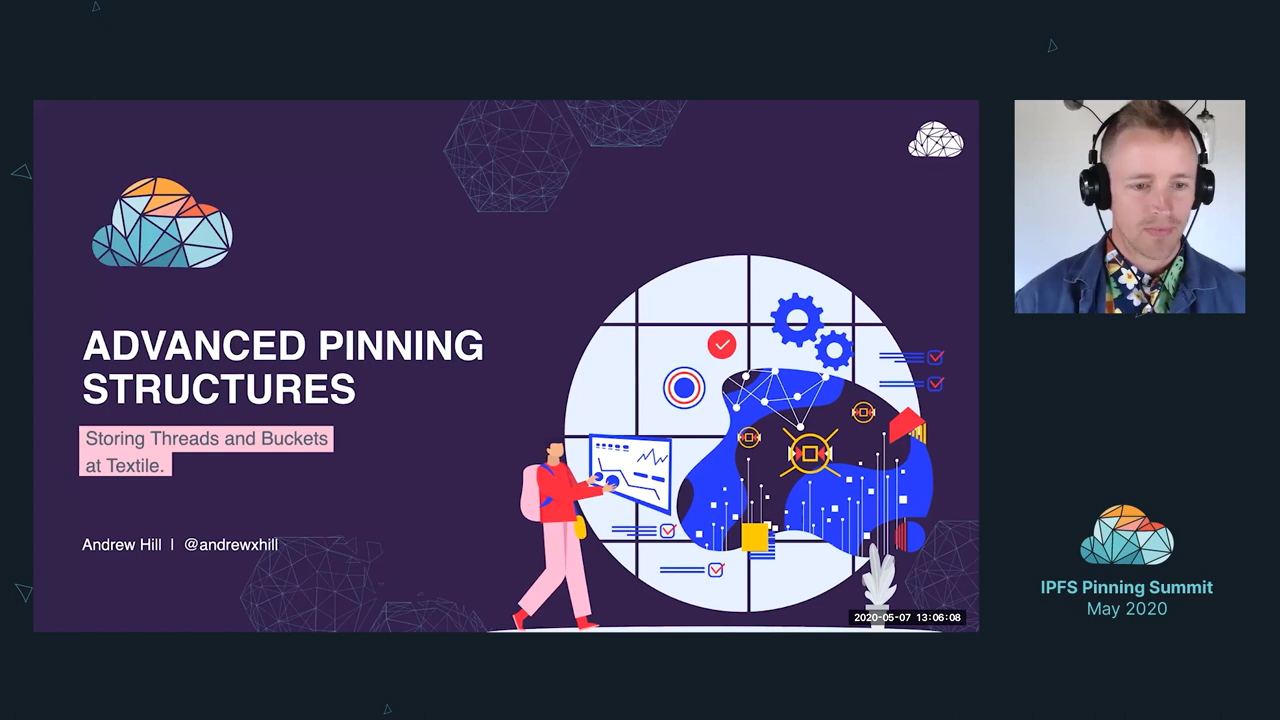 ADVANCED PINNING
STRUCTURES
Storing Threads and Buckets
at Textile.
Andrew Hill | @andrewxhill
2020-05-07 13:06:08
IPFS Pinning Summit
May 2020